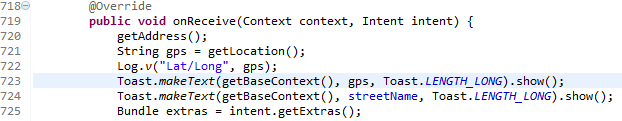 718 @Override
719 public void onReceive(Context context, Intent intent) {
720 getAddress();
721 String gps = getLocation();
722 Log.v("Lat/Long", gps);
723 Toast.makeText(getBaseContext(), gps, Toast.LENGTH_LONG).show();
724 Toast.makeText(getBaseContext(), streetName, Toast.LENGTH_LONG).show();
725 Bundle extras = intent.getExtras();